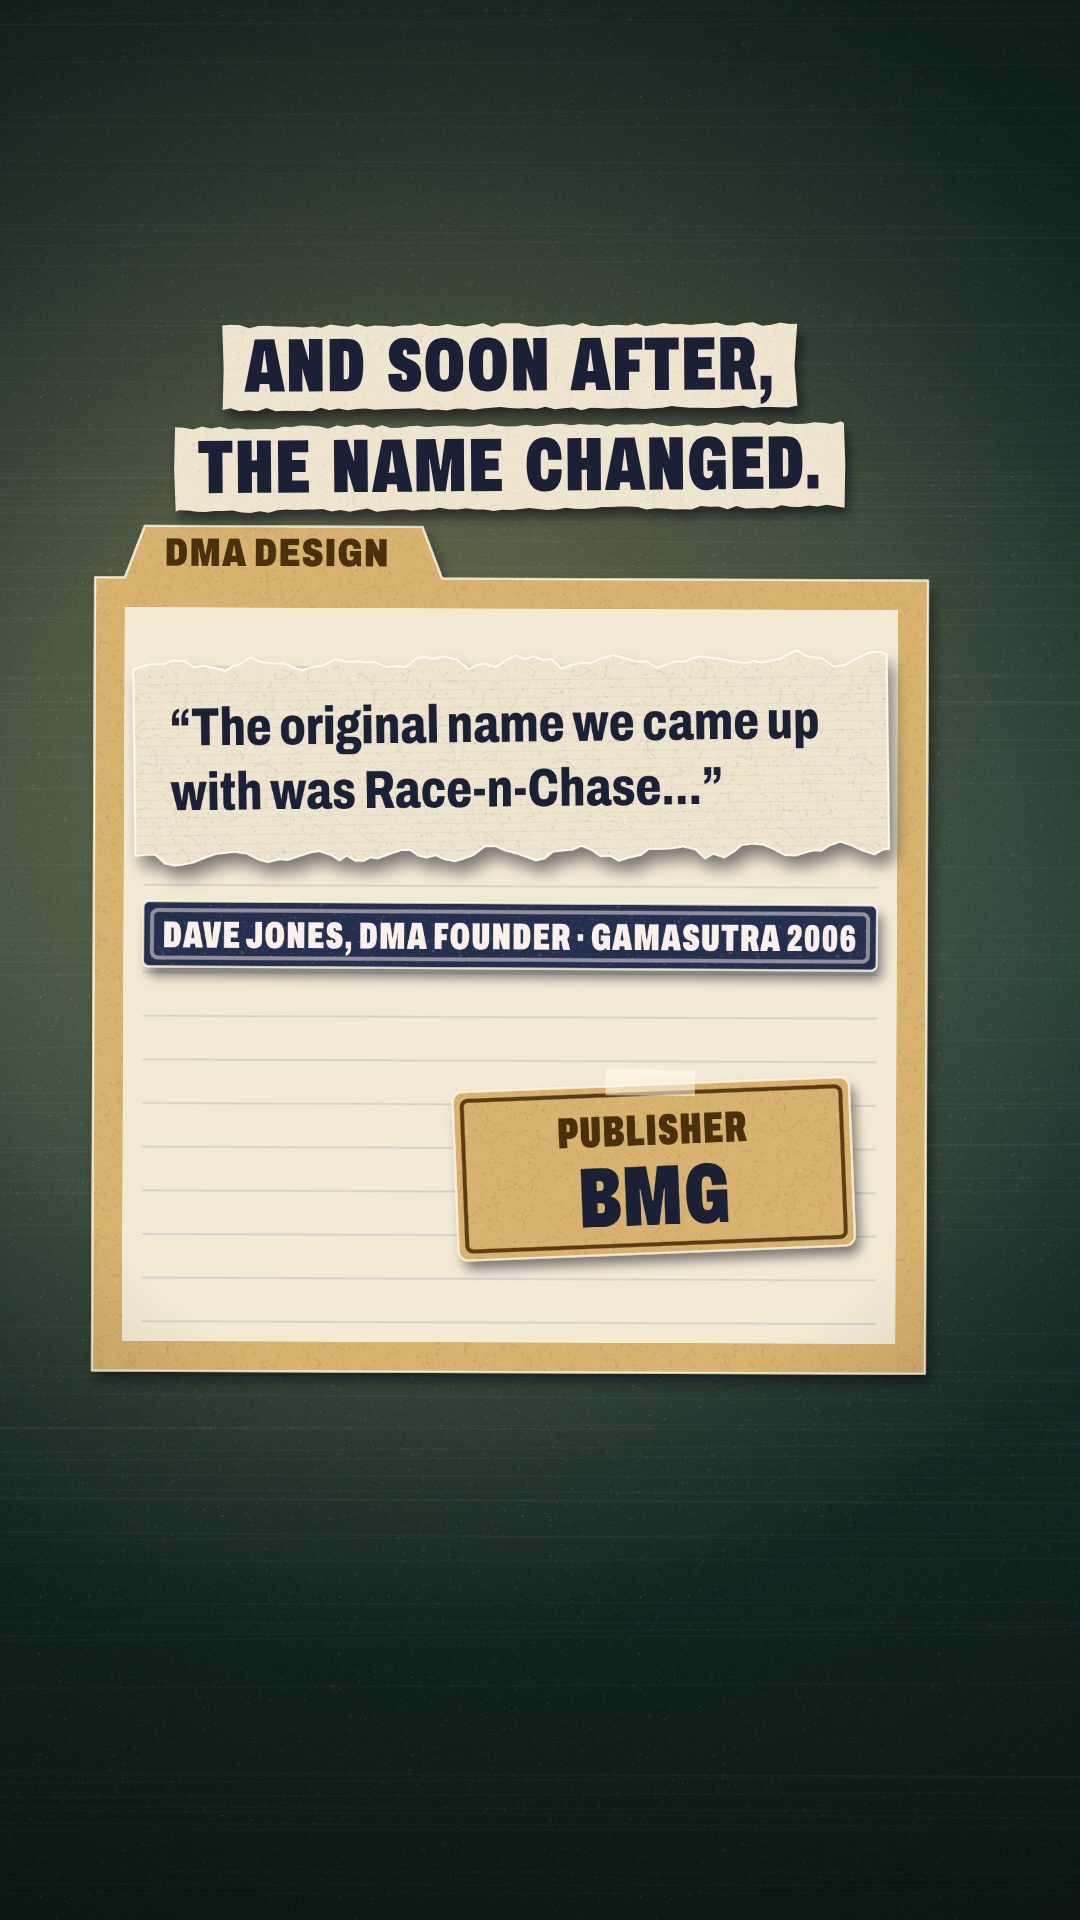 AND SOON AFTER,
THE NAME CHANGED.
DMA DESIGN
“The original name we came up
with was Race-n-Chase...”
DAVE JONES, DMA FOUNDER · GAMASUTRA 2006
PUBLISHER
BMG